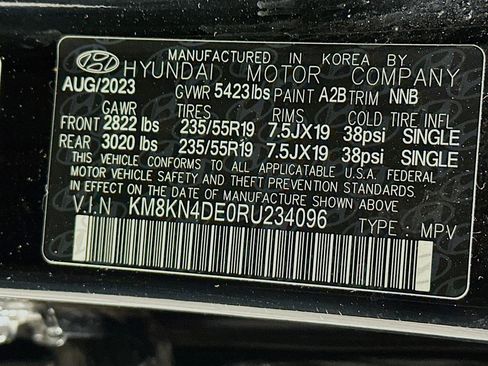 MANUFACTURED IN KOREA BY
HYUNDAI MOTOR COMPANY
AUG/2023 GVWR 5423lbs PAINT A2B TRIM NNB
GAWR TIRES RIMS COLD TIRE INFL
FRONT 2822 lbs 235/55R19 7.5JX19 38psi SINGLE
REAR 3020 lbs 235/55R19 7.5JX19 38psi SINGLE
THIS VEHICLE CONFORMS TO ALL APPLICATABLE U.S.A. FEDERAL
MOTOR VEHICLE SAFETY AND THEFT PREVENTION STANDARDS
IN EFFECT ON THE DATE OF MANUFACTURE SHOWN ABOVE.
V.I.N KM8KN4DE0RU234096 TYPE : MPV